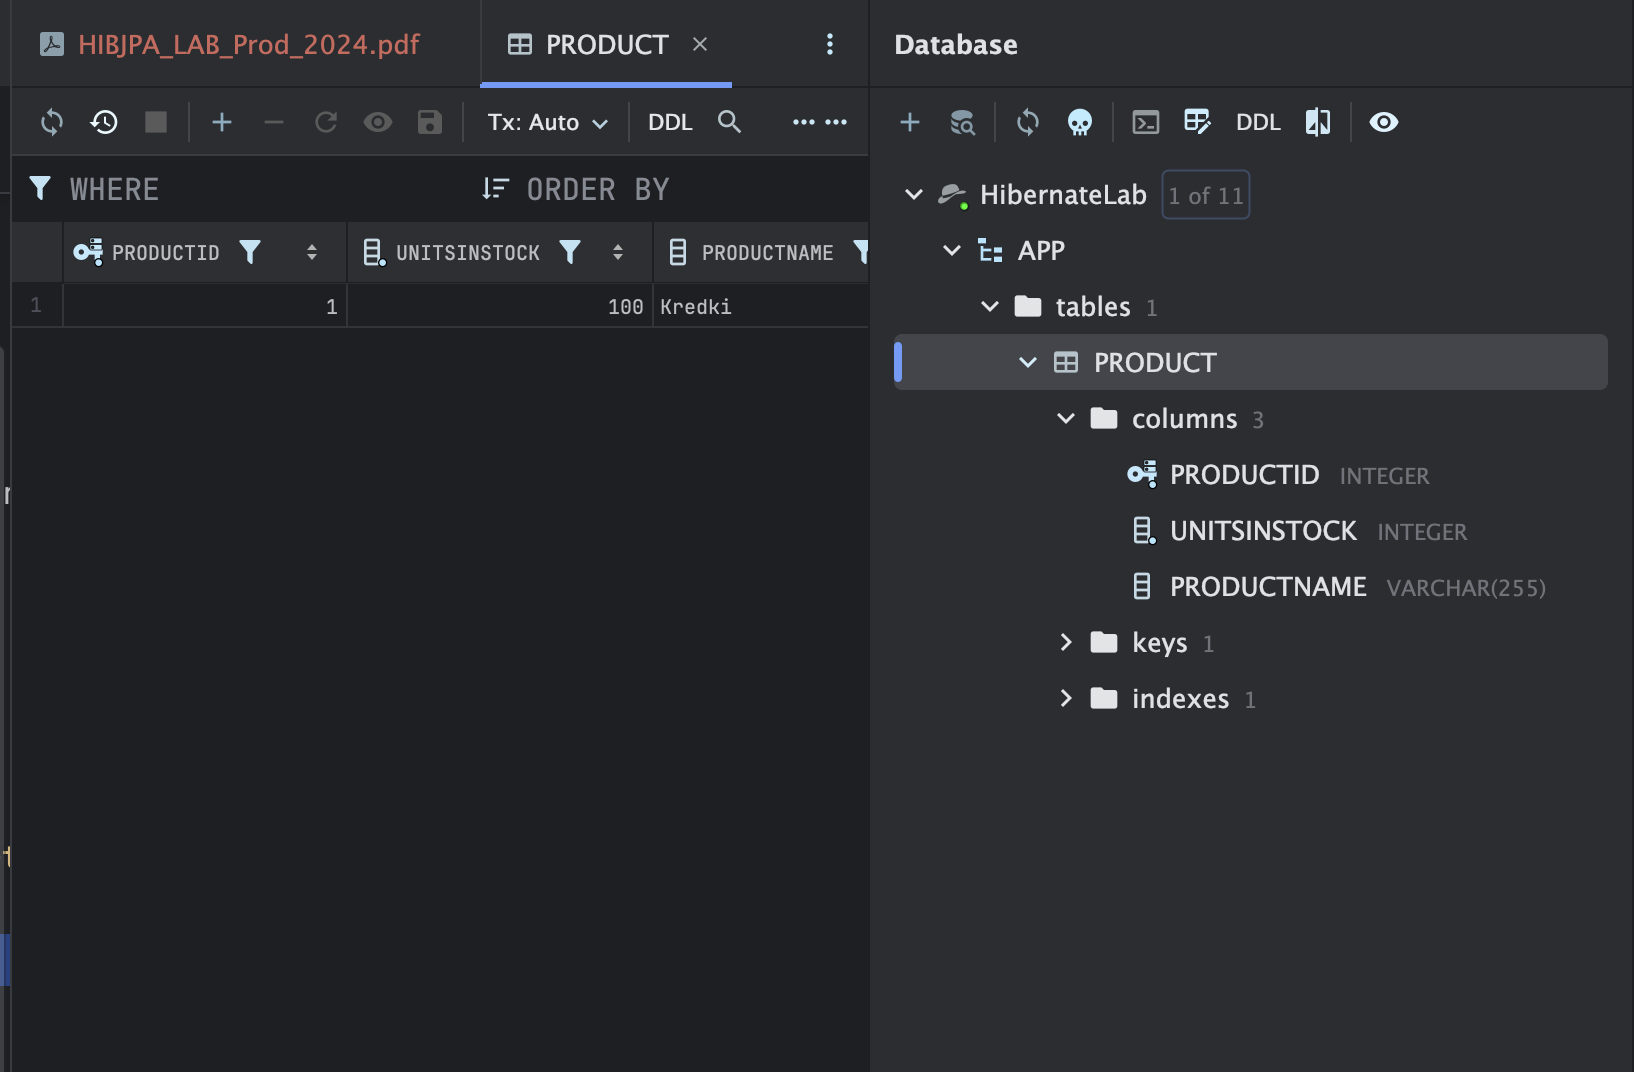 HIBJPA_LAB_Prod_2024.pdf
PRODUCT
Database
Tx: Auto
DDL
DDL
WHERE
ORDER BY
PRODUCTID
UNITSINSTOCK
PRODUCTNAME
1
1
100
Kredki
HibernateLab
1 of 11
APP
tables 1
PRODUCT
columns 3
PRODUCTID INTEGER
UNITSINSTOCK INTEGER
PRODUCTNAME VARCHAR(255)
keys 1
indexes 1